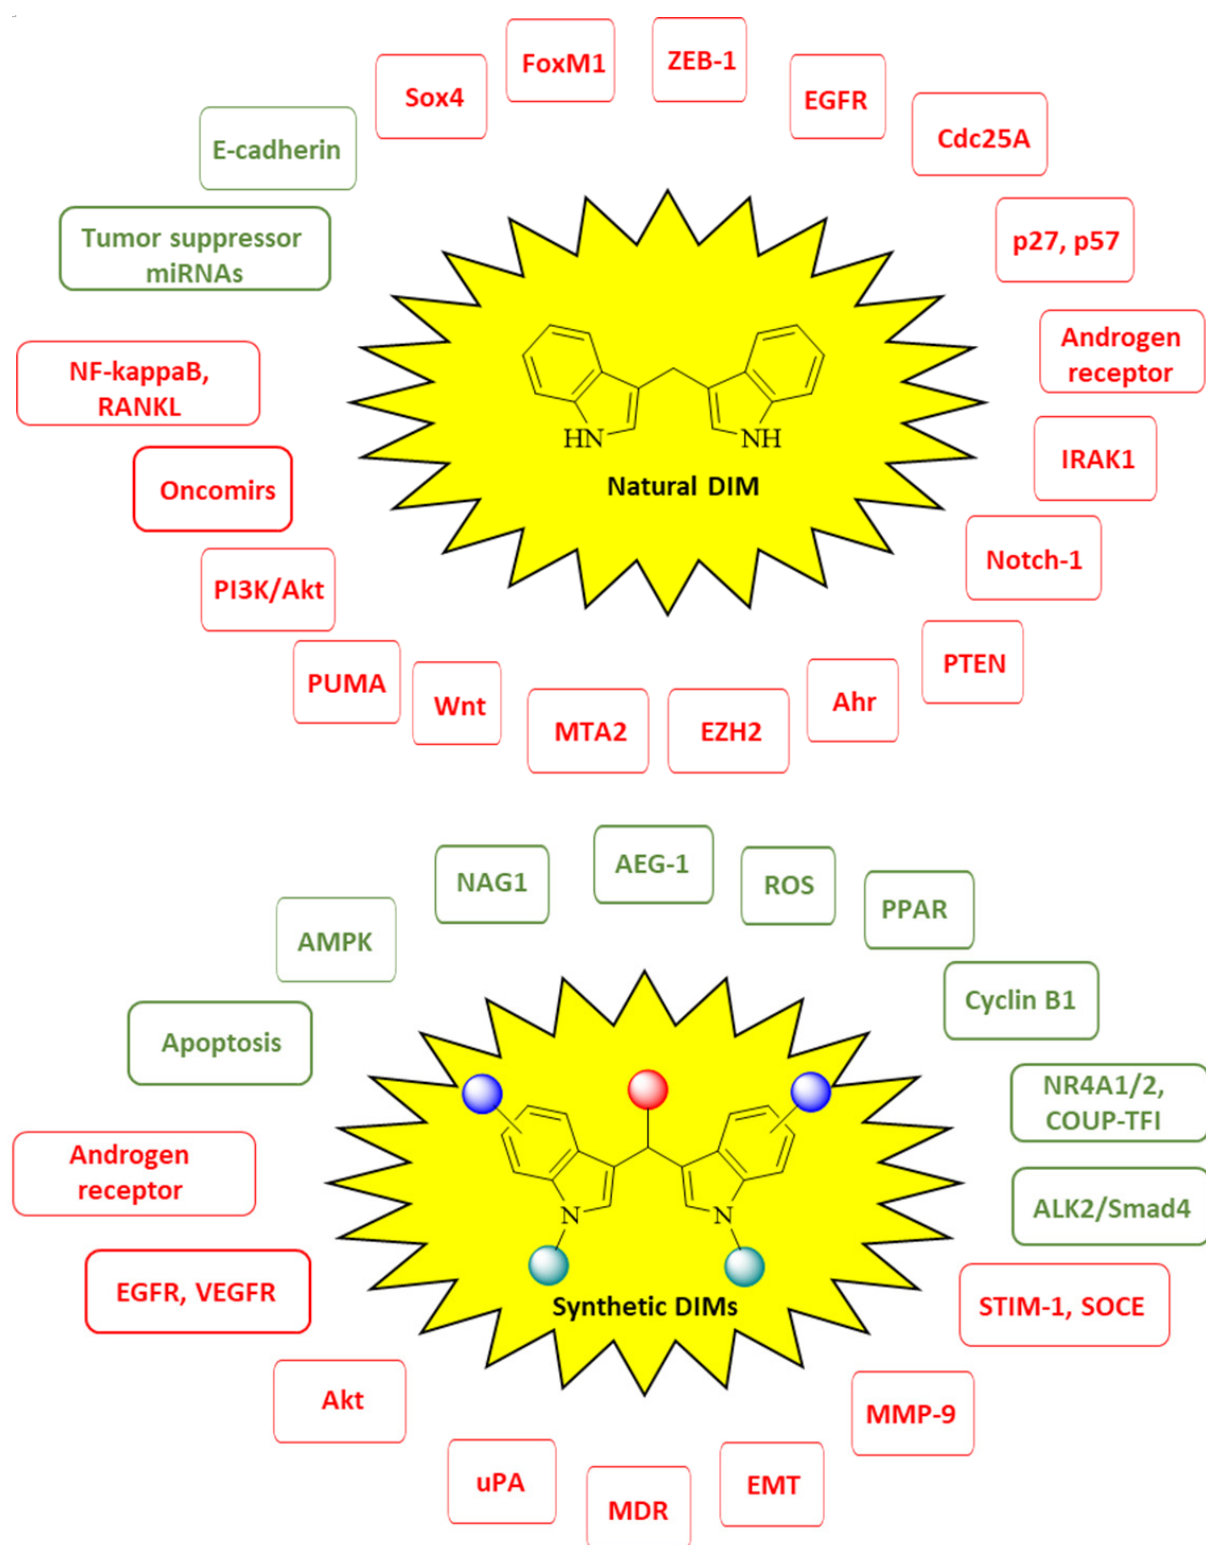 FoxM1
ZEB-1
Sox4
EGFR
Cdc25A
E-cadherin
Tumor suppressor
miRNAs
p27, p57
Androgen
receptor
NF-kappaB,
RANKL
HN
NH
IRAK1
Natural DIM
Oncomirs
Notch-1
PI3K/Akt
PTEN
PUMA
Wnt
Ahr
MTA2
EZH2
AEG-1
NAG1
ROS
PPAR
AMPK
Cyclin B1
Apoptosis
NR4A1/2,
COUP-TFI
Androgen
receptor
ALK2/Smad4
N
N
EGFR, VEGFR
Synthetic DIMs
STIM-1, SOCE
Akt
MMP-9
uPA
EMT
MDR